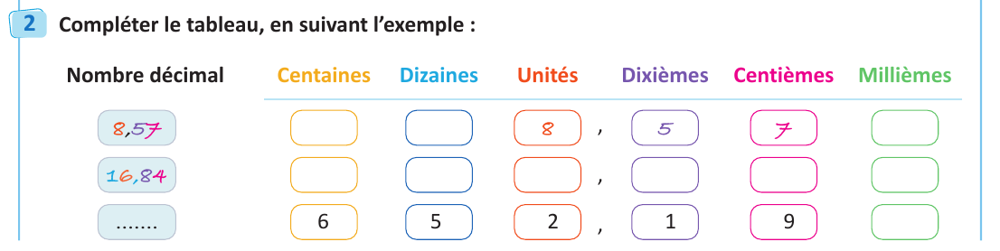 2 Compléter le tableau, en suivant l’exemple :
Nombre décimal Centaines Dizaines Unités Dixièmes Centièmes Millièmes
8,57 8 , 5 7
16,84 ,
....... 6 5 2 , 1 9